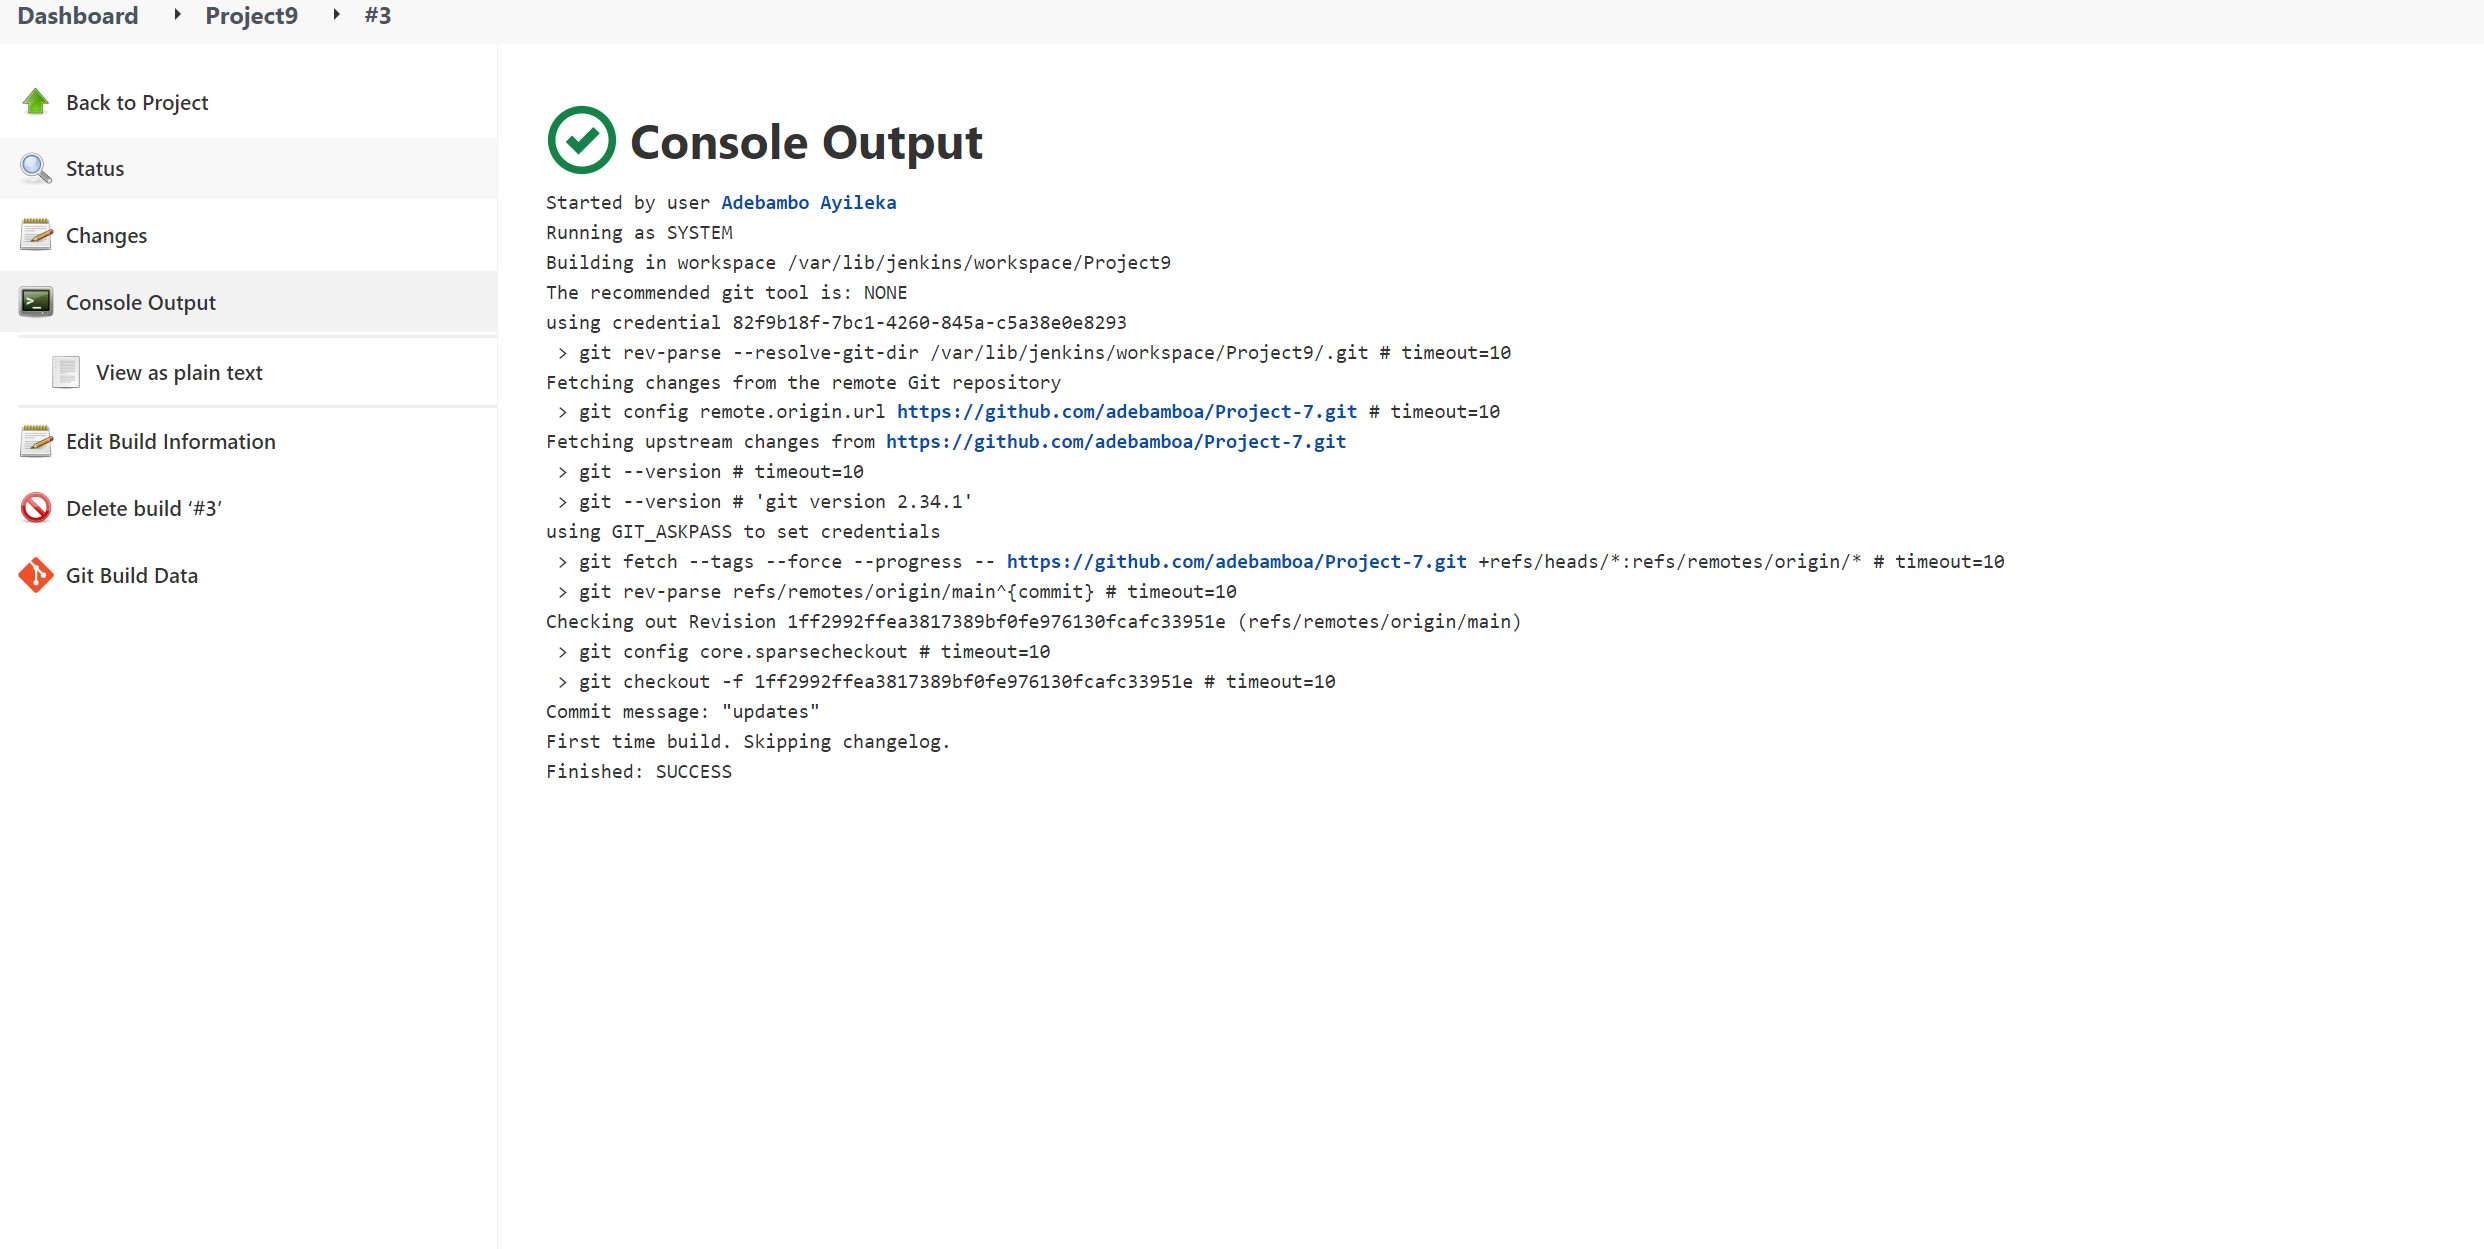 Dashboard Project9 #3
Back to Project
Status
Changes
Console Output
View as plain text
Edit Build Information
Delete build ‘#3’
Git Build Data
Console Output
Started by user Adebambo Ayileka
Running as SYSTEM
Building in workspace /var/lib/jenkins/workspace/Project9
The recommended git tool is: NONE
using credential 82f9b18f-7bc1-4260-845a-c5a38e0e8293
> git rev-parse --resolve-git-dir /var/lib/jenkins/workspace/Project9/.git # timeout=10
Fetching changes from the remote Git repository
> git config remote.origin.url https://github.com/adebamboa/Project-7.git # timeout=10
Fetching upstream changes from https://github.com/adebamboa/Project-7.git
> git --version # timeout=10
> git --version # 'git version 2.34.1'
using GIT_ASKPASS to set credentials
> git fetch --tags --force --progress -- https://github.com/adebamboa/Project-7.git +refs/heads/*:refs/remotes/origin/* # timeout=10
> git rev-parse refs/remotes/origin/main^{commit} # timeout=10
Checking out Revision 1ff2992ffea3817389bf0fe976130fcafc33951e (refs/remotes/origin/main)
> git config core.sparsecheckout # timeout=10
> git checkout -f 1ff2992ffea3817389bf0fe976130fcafc33951e # timeout=10
Commit message: "updates"
First time build. Skipping changelog.
Finished: SUCCESS